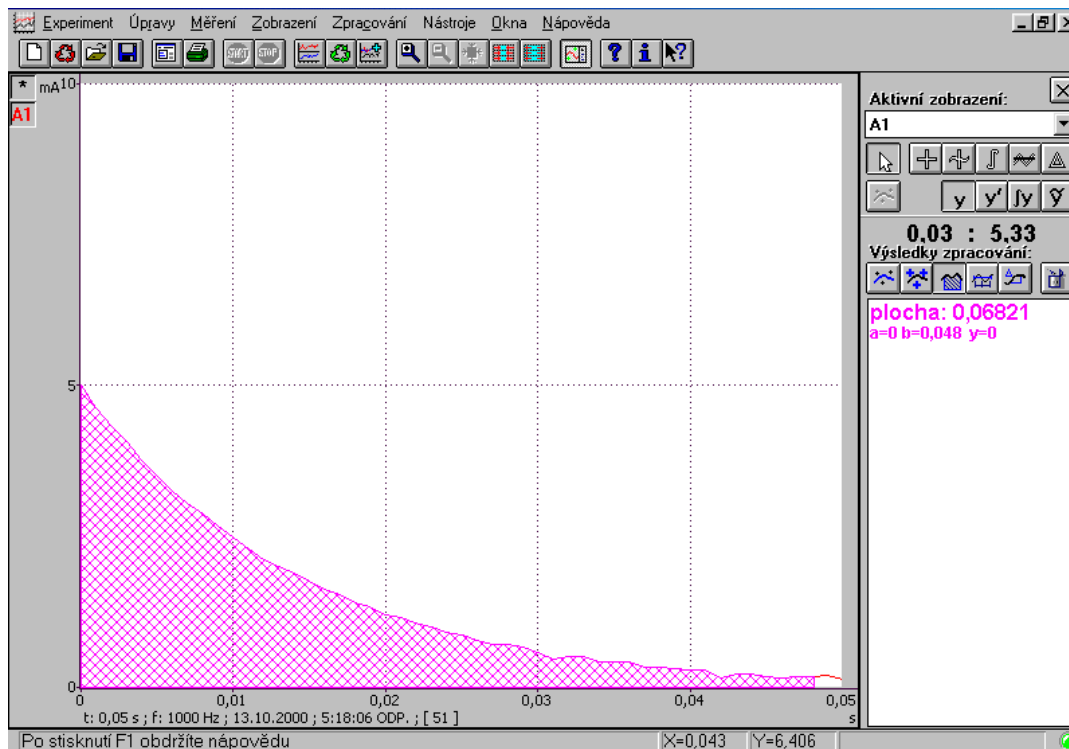 Experiment Úpravy Měření Zobrazení Zpracování Nástroje Okna Nápověda
START STOP
* mA 10
A1
5
0
0 0,01 0,02 0,03 0,04 0,05
t: 0,05 s ; f: 1000 Hz ; 13.10.2000 ; 5:18:06 ODP. ; [ 51 ] s
Aktivní zobrazení:
A1
y y' ∫y
0,03 : 5,33
Výsledky zpracování:
plocha: 0,06821
a=0 b=0,048 y=0
Po stisknutí F1 obdržíte nápovědu X=0,043 Y=6,406